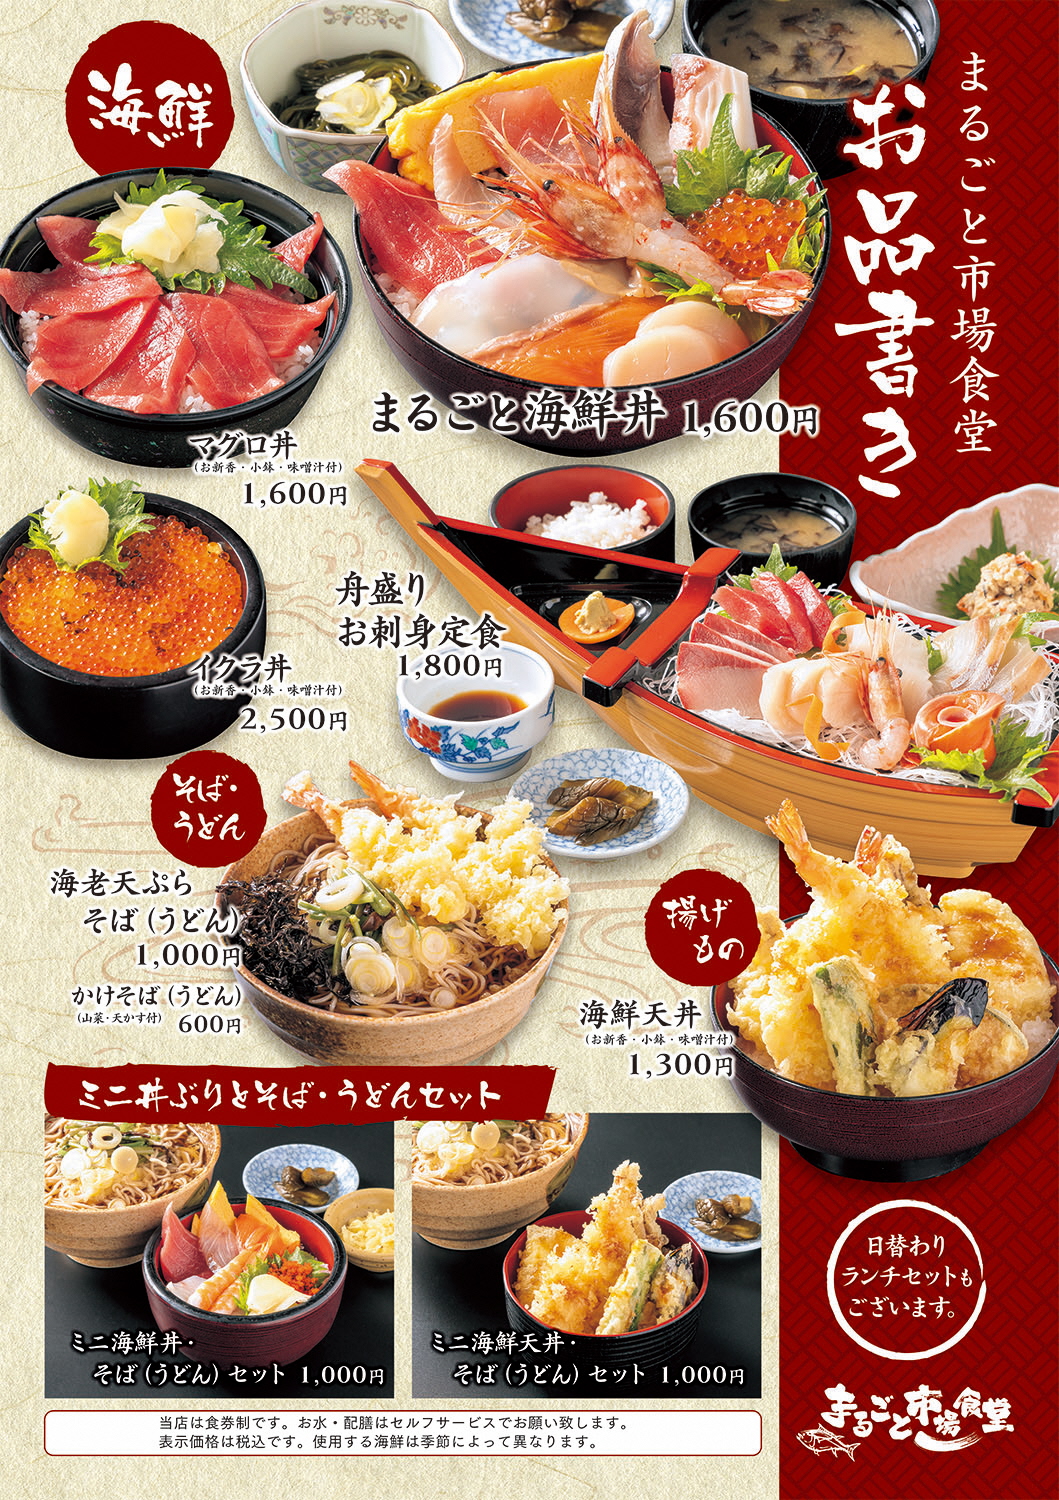 まるごと市場食堂
お品書き
海鮮
まるごと海鮮丼 1,600円
マグロ丼
(お新香・小鉢・味噌汁付)
1,600円
イクラ丼
(お新香・小鉢・味噌汁付)
2,500円
舟盛り
お刺身定食
1,800円
そば・
うどん
海老天ぷら
そば(うどん)
1,000円
かけそば(うどん)
(山菜・天かす付) 600円
揚げ
もの
海鮮天丼
(お新香・小鉢・味噌汁付)
1,300円
ミニ丼ぶりとそば・うどんセット
ミニ海鮮丼・
そば(うどん) セット 1,000円
ミニ海鮮天丼・
そば(うどん) セット 1,000円
当店は食券制です。お水・配膳はセルフサービスでお願い致します。
表示価格は税込です。使用する海鮮は季節によって異なります。
日替わり
ランチセットも
ございます。
まるごと市場食堂